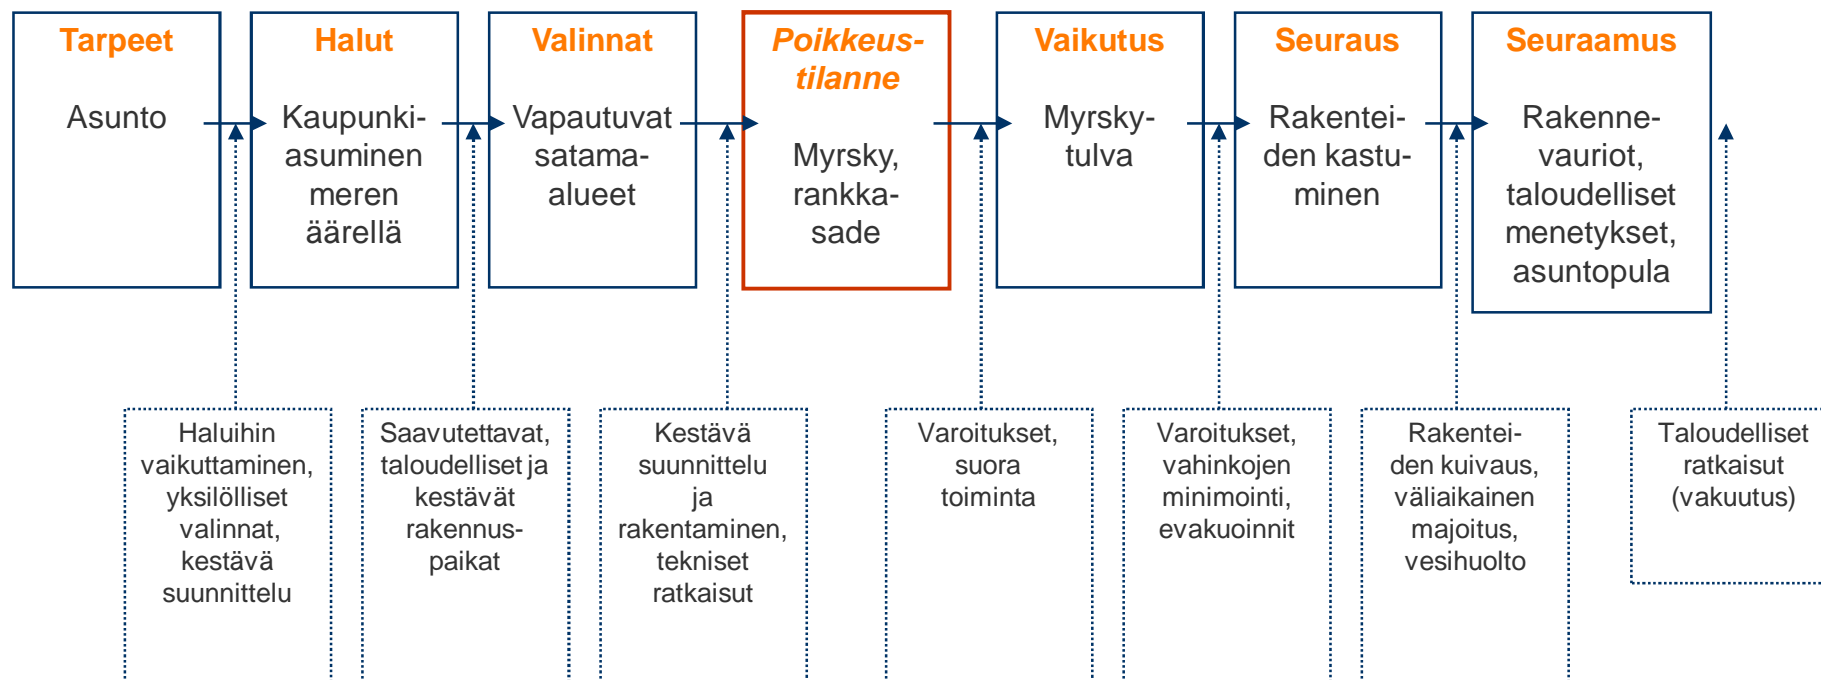 Tarpeet
Asunto
Halut
Kaupunki-
asuminen
meren
äärellä
Valinnat
Vapautuvat
satama-
alueet
Poikkeus-
tilanne
Myrsky,
rankka-
sade
Vaikutus
Myrsky-
tulva
Seuraus
Rakentei-
den kastu-
minen
Seuraamus
Rakenne-
vauriot,
taloudelliset
menetykset,
asuntopula
Haluihin
vaikuttaminen,
yksilölliset
valinnat,
kestävä
suunnittelu
Saavutettavat,
taloudelliset ja
kestävät
rakennus-
paikat
Kestävä
suunnittelu
ja
rakentaminen,
tekniset
ratkaisut
Varoitukset,
suora
toiminta
Varoitukset,
vahinkojen
minimointi,
evakuoinnit
Rakentei-
den kuivaus,
väliaikainen
majoitus,
vesihuolto
Taloudelliset
ratkaisut
(vakuutus)